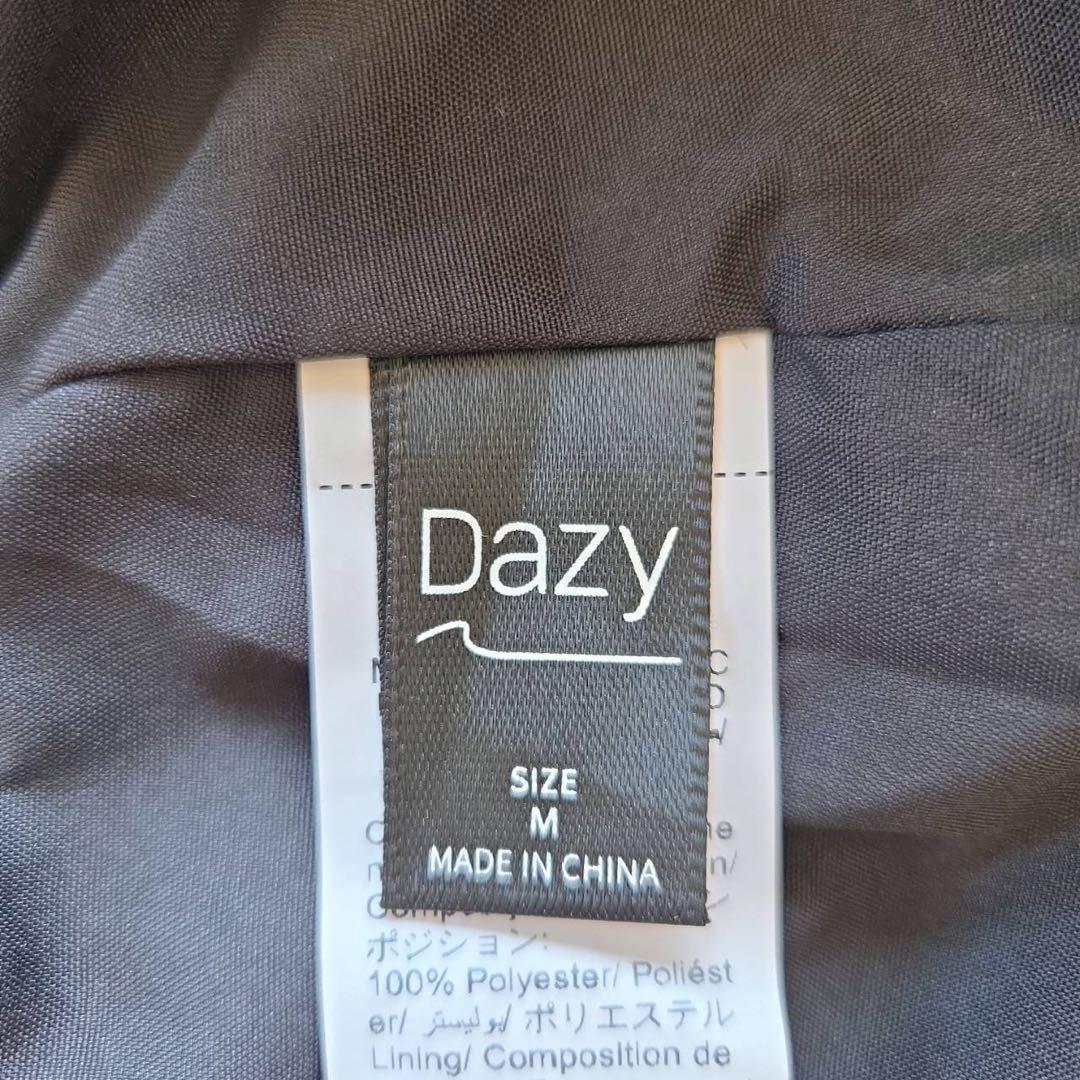 Dazy
SIZE
M
MADE IN CHINA
ポジション:
100% Polyester/ Poliést
er/ بوليستر/ ポリエステル
Lining/ Composition de